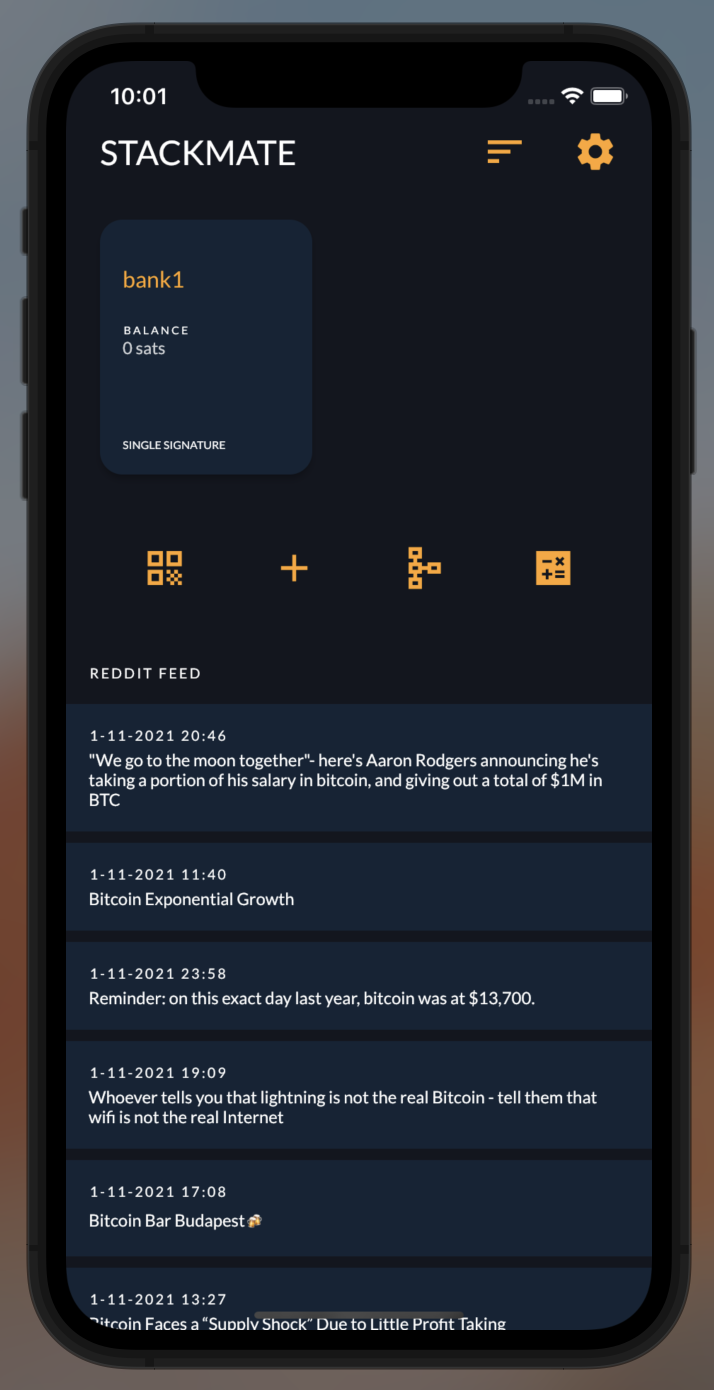 10:01
STACKMATE
bank1
BALANCE
0 sats
SINGLE SIGNATURE
REDDIT FEED
1-11-2021 20:46
"We go to the moon together"- here's Aaron Rodgers announcing he's
taking a portion of his salary in bitcoin, and giving out a total of $1M in
BTC
1-11-2021 11:40
Bitcoin Exponential Growth
1-11-2021 23:58
Reminder: on this exact day last year, bitcoin was at $13,700.
1-11-2021 19:09
Whoever tells you that lightning is not the real Bitcoin - tell them that
wifi is not the real Internet
1-11-2021 17:08
Bitcoin Bar Budapest🍻
1-11-2021 13:27
Bitcoin Faces a “Supply Shock” Due to Little Profit Taking